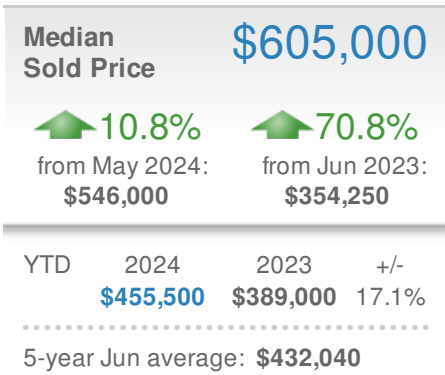 Median
Sold Price
$605,000
10.8%
70.8%
from May 2024:
from Jun 2023:
$546,000
$354,250
YTD 2024 2023 +/-
$455,500 $389,000 17.1%
5-year Jun average: $432,040